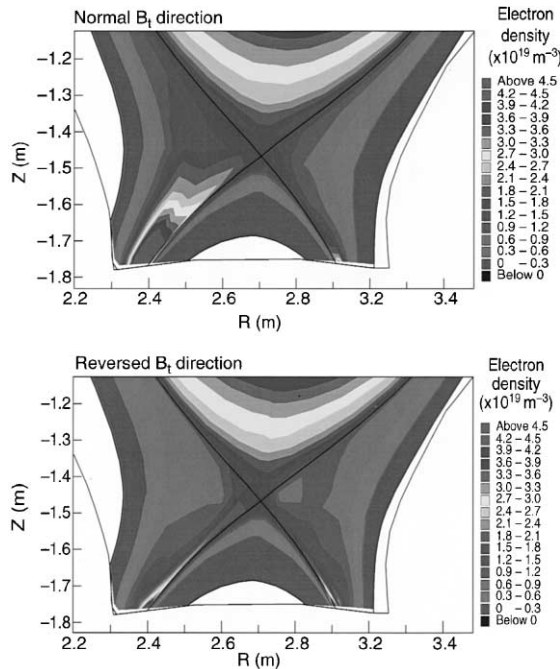 Normal Bt direction
Electron
density
(x10¹⁹ m⁻³)
Above 4.5
4.2 – 4.5
3.9 – 4.2
3.6 – 3.9
3.3 – 3.6
3.0 – 3.3
2.7 – 3.0
2.4 – 2.7
2.1 – 2.4
1.8 – 2.1
1.5 – 1.8
1.2 – 1.5
0.9 – 1.2
0.6 – 0.9
0.3 – 0.6
0 – 0.3
Below 0
Z (m)
−1.2
−1.3
−1.4
−1.5
−1.6
−1.7
−1.8
2.2 2.4 2.6 2.8 3.0 3.2 3.4
R (m)
Reversed Bt direction
Electron
density
(x10¹⁹ m⁻³)
Above 4.5
4.2 – 4.5
3.9 – 4.2
3.6 – 3.9
3.3 – 3.6
3.0 – 3.3
2.7 – 3.0
2.4 – 2.7
2.1 – 2.4
1.8 – 2.1
1.5 – 1.8
1.2 – 1.5
0.9 – 1.2
0.6 – 0.9
0.3 – 0.6
0 – 0.3
Below 0
Z (m)
−1.2
−1.3
−1.4
−1.5
−1.6
−1.7
−1.8
2.2 2.4 2.6 2.8 3.0 3.2 3.4
R (m)